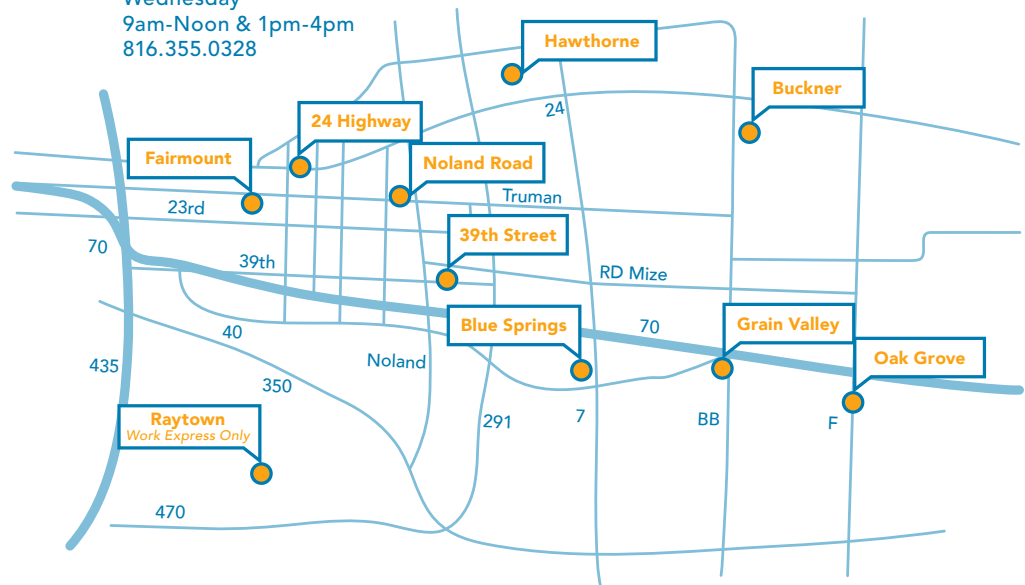 Wednesday
9am-Noon & 1pm-4pm
816.355.0328
Hawthorne
Buckner
24
24 Highway
Fairmount
Noland Road
Truman
23rd
39th Street
70
39th
RD Mize
Blue Springs
70
Grain Valley
40
Noland
Oak Grove
435
350
Raytown
Work Express Only
291
7
BB
F
470